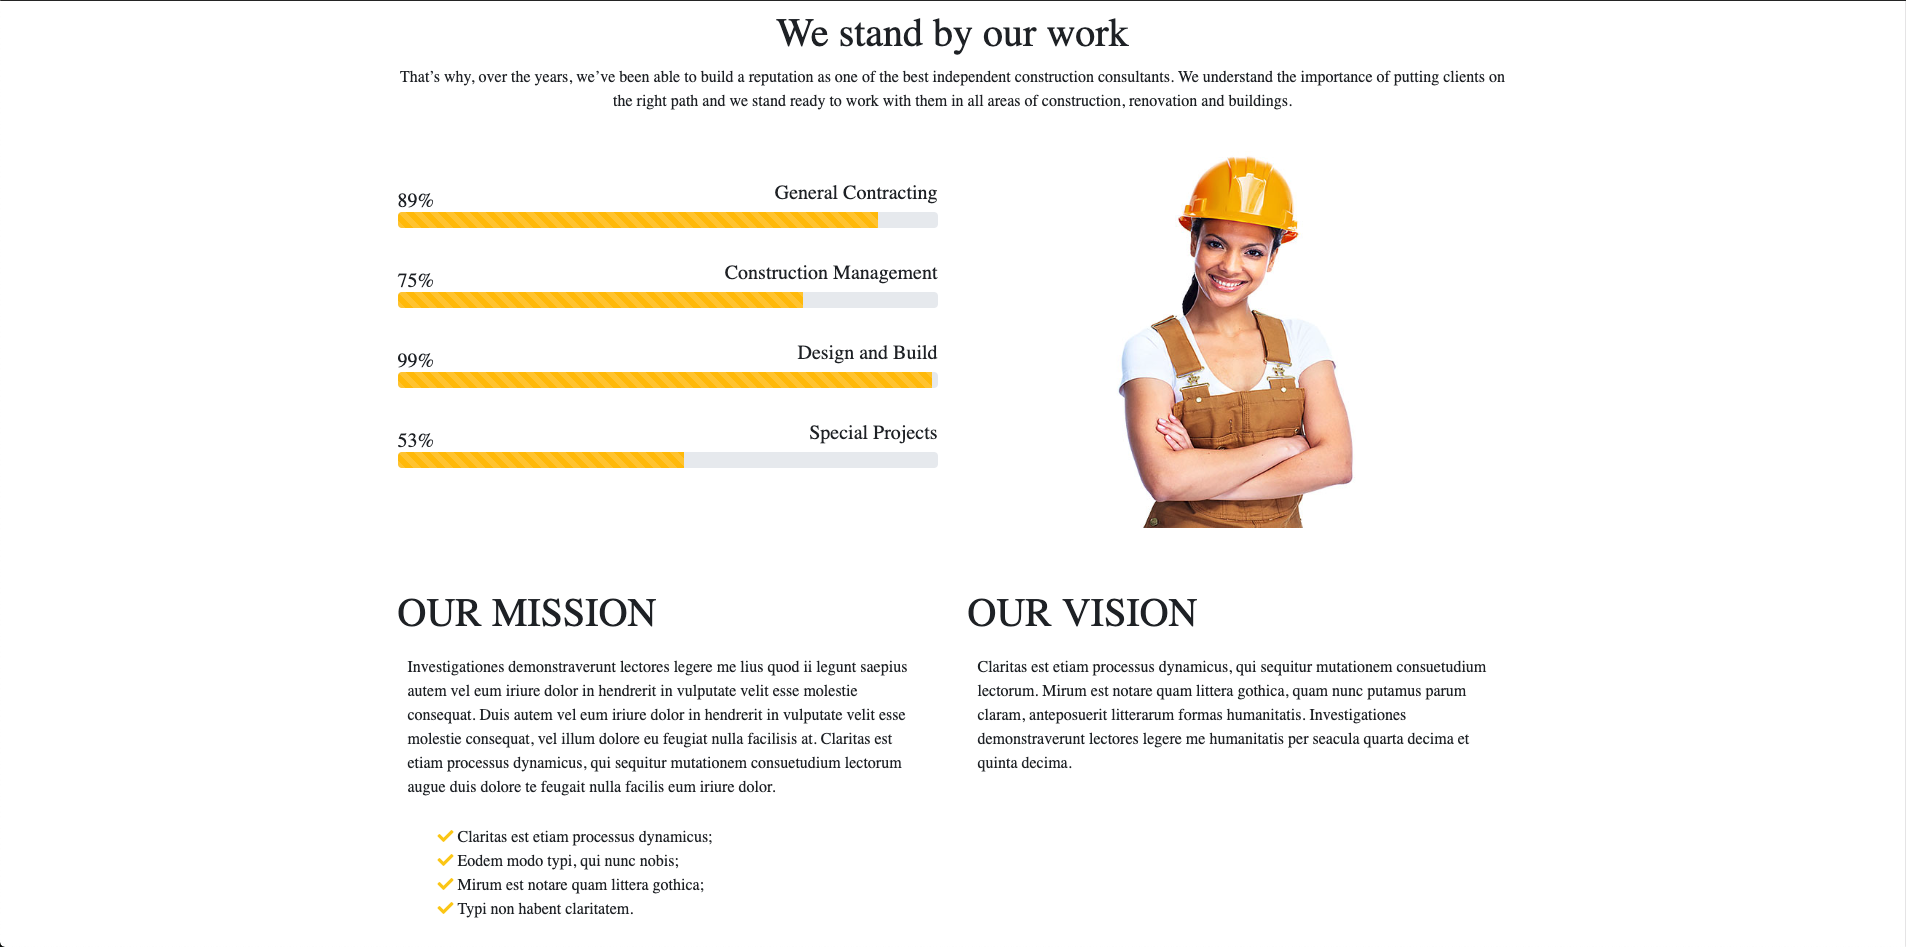 We stand by our work
That’s why, over the years, we’ve been able to build a reputation as one of the best independent construction consultants. We understand the importance of putting clients on
the right path and we stand ready to work with them in all areas of construction, renovation and buildings.
89%
General Contracting
75%
Construction Management
99%
Design and Build
53%
Special Projects
OUR MISSION
Investigationes demonstraverunt lectores legere me lius quod ii legunt saepius
autem vel eum iriure dolor in hendrerit in vulputate velit esse molestie
consequat. Duis autem vel eum iriure dolor in hendrerit in vulputate velit esse
molestie consequat, vel illum dolore eu feugiat nulla facilisis at. Claritas est
etiam processus dynamicus, qui sequitur mutationem consuetudium lectorum
augue duis dolore te feugait nulla facilis eum iriure dolor.
Claritas est etiam processus dynamicus;
Eodem modo typi, qui nunc nobis;
Mirum est notare quam littera gothica;
Typi non habent claritatem.
OUR VISION
Claritas est etiam processus dynamicus, qui sequitur mutationem consuetudium
lectorum. Mirum est notare quam littera gothica, quam nunc putamus parum
claram, anteposuerit litterarum formas humanitatis. Investigationes
demonstraverunt lectores legere me humanitatis per seacula quarta decima et
quinta decima.